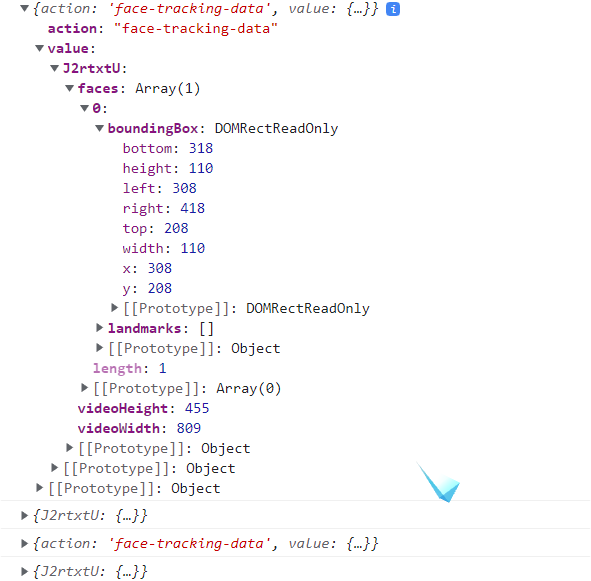 {action: 'face-tracking-data', value: {…}} i
action: "face-tracking-data"
value:
J2rtxtU:
faces: Array(1)
0:
boundingBox: DOMRectReadOnly
bottom: 318
height: 110
left: 308
right: 418
top: 208
width: 110
x: 308
y: 208
[[Prototype]]: DOMRectReadOnly
landmarks: []
[[Prototype]]: Object
length: 1
[[Prototype]]: Array(0)
videoHeight: 455
videoWidth: 809
[[Prototype]]: Object
[[Prototype]]: Object
[[Prototype]]: Object
{J2rtxtU: {…}}
{action: 'face-tracking-data', value: {…}}
{J2rtxtU: {…}}